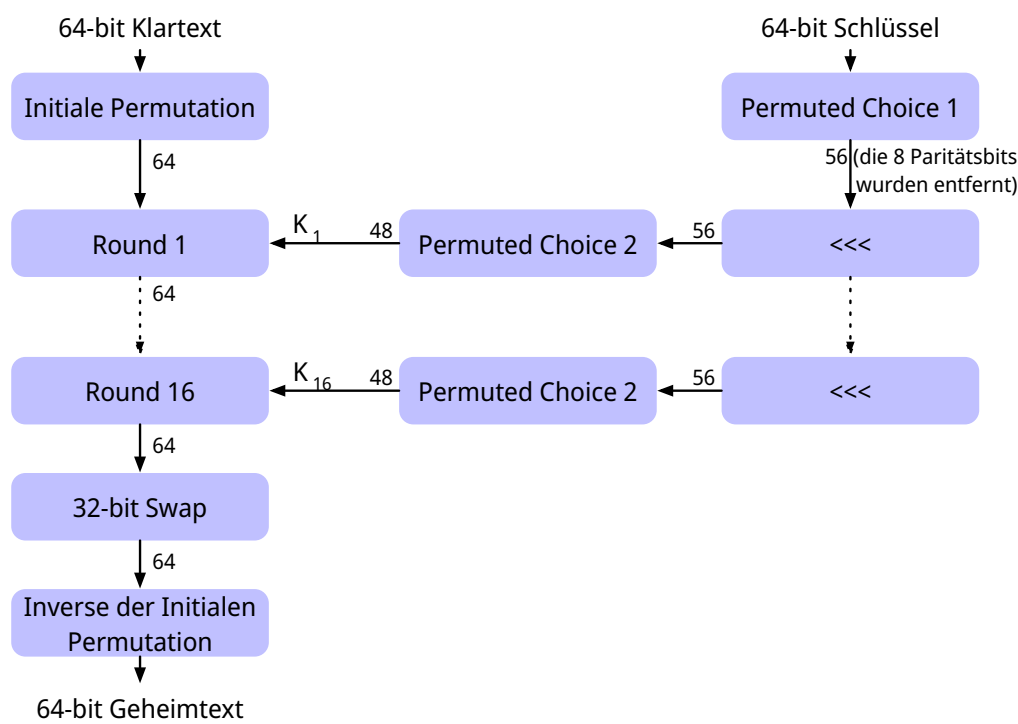 64-bit Klartext
64-bit Schlüssel
Initiale Permutation
Permuted Choice 1
64
56 (die 8 Paritätsbits
wurden entfernt)
Round 1
K 1
48
Permuted Choice 2
56
<<<
64
Round 16
K 16
48
Permuted Choice 2
56
<<<
64
32-bit Swap
64
Inverse der Initialen
Permutation
64-bit Geheimtext